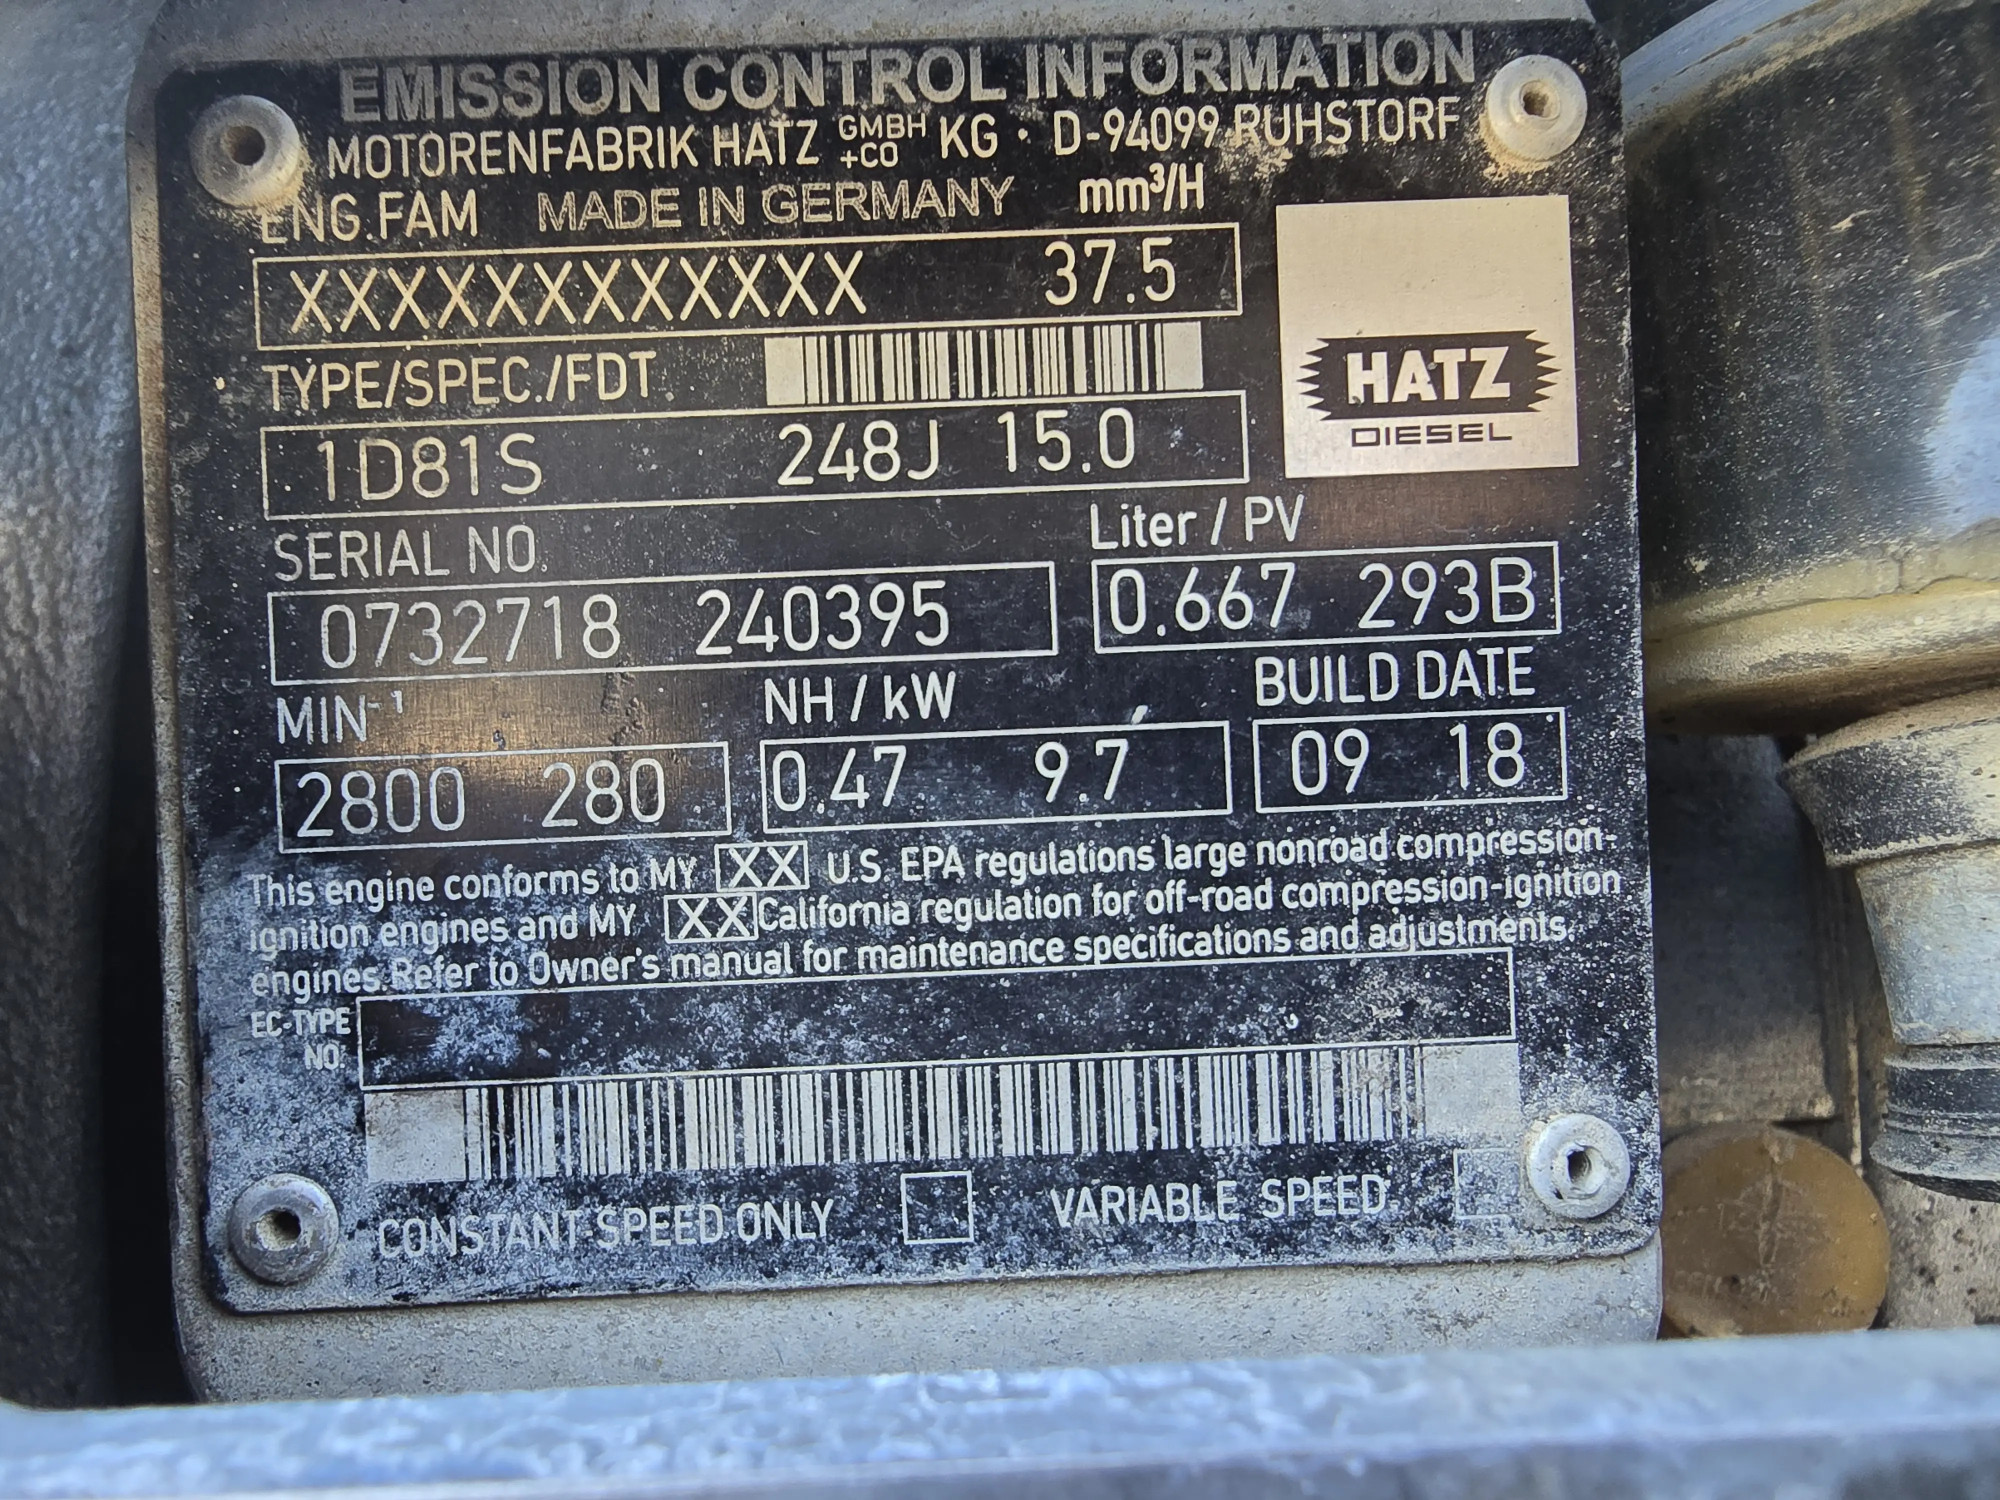 EMISSION CONTROL INFORMATION
MOTORENFABRIK HATZ GMBH +CO KG · D-94099 RUHSTORF
ENG.FAM MADE IN GERMANY mm³/H
XXXXXXXXXXXX 37.5
TYPE/SPEC./FDT
1D81S 248J 15.0
HATZ
DIESEL
SERIAL NO. Liter / PV
0732718 240395 0.667 293B
MIN⁻¹ NH / kW BUILD DATE
2800 280 0.47 9.7 09 18
This engine conforms to MY XX U.S. EPA regulations large nonroad compression-
ignition engines and MY XX California regulation for off-road compression-ignition
engines. Refer to Owner's manual for maintenance specifications and adjustments.
EC-TYPE
NO.
CONSTANT SPEED ONLY VARIABLE SPEED